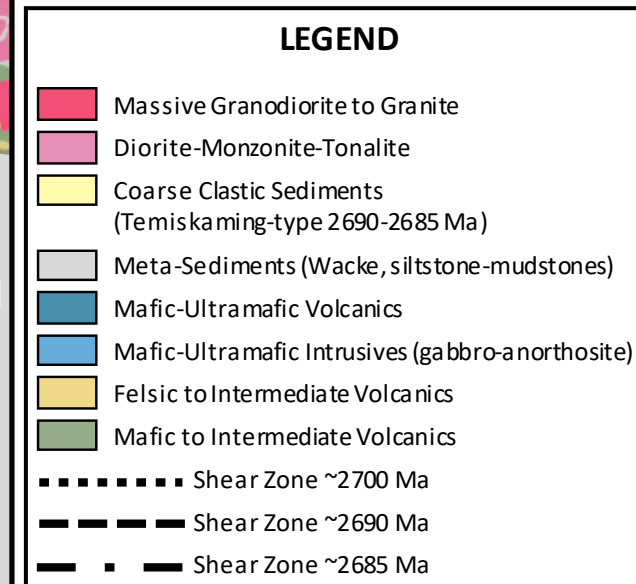 LEGEND
Massive Granodiorite to Granite
Diorite-Monzonite-Tonalite
Coarse Clastic Sediments
(Temiskaming-type 2690-2685 Ma)
Meta-Sediments (Wacke, siltstone-mudstones)
Mafic-Ultramafic Volcanics
Mafic-Ultramafic Intrusives (gabbro-anorthosite)
Felsic to Intermediate Volcanics
Mafic to Intermediate Volcanics
Shear Zone ~2700 Ma
Shear Zone ~2690 Ma
Shear Zone ~2685 Ma